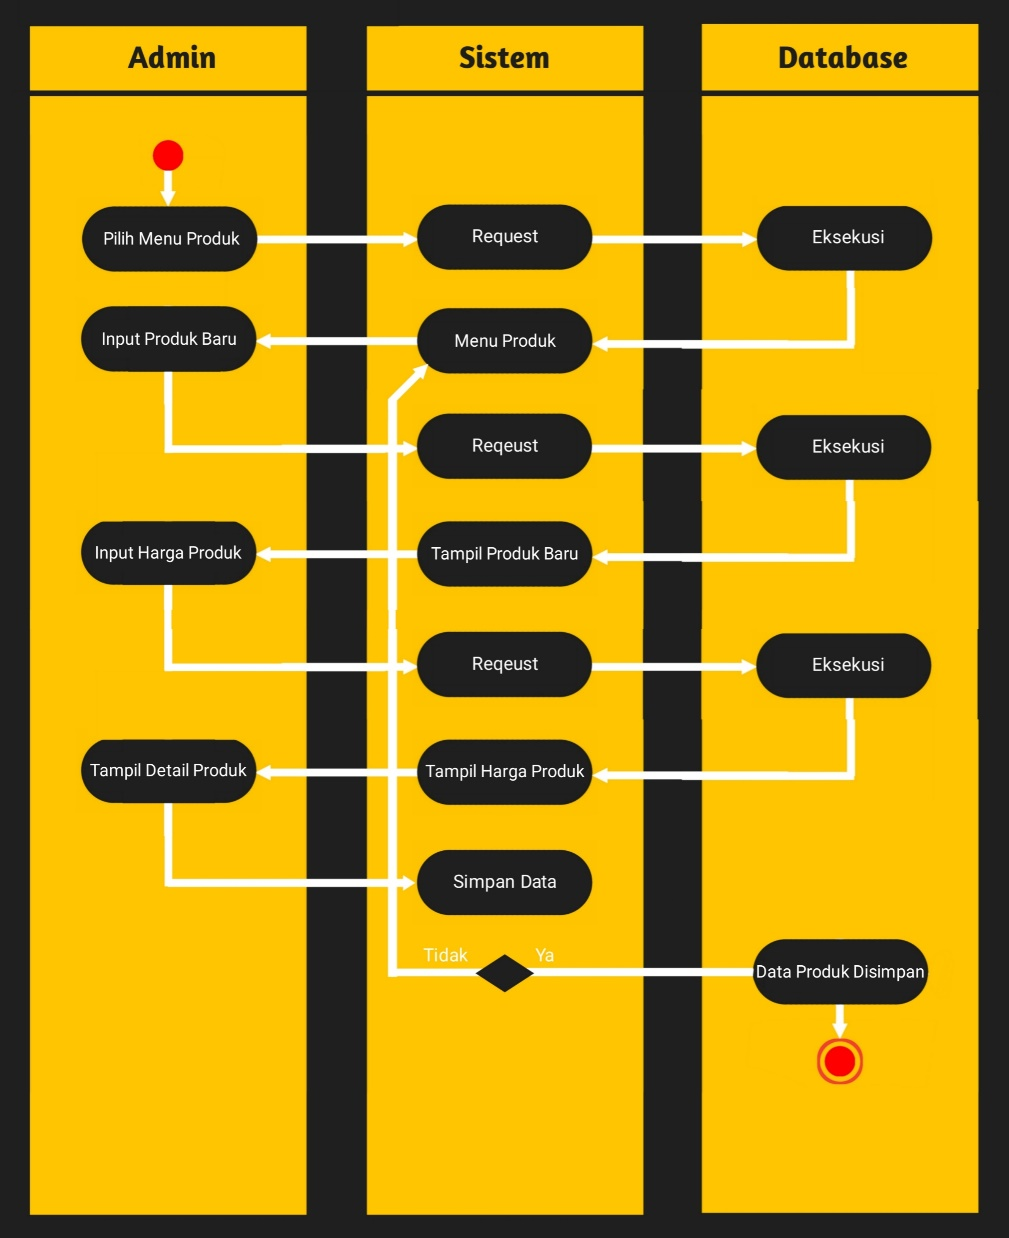 Admin
Sistem
Database
Pilih Menu Produk
Request
Eksekusi
Input Produk Baru
Menu Produk
Reqeust
Eksekusi
Input Harga Produk
Tampil Produk Baru
Reqeust
Eksekusi
Tampil Detail Produk
Tampil Harga Produk
Simpan Data
Tidak
Ya
Data Produk Disimpan